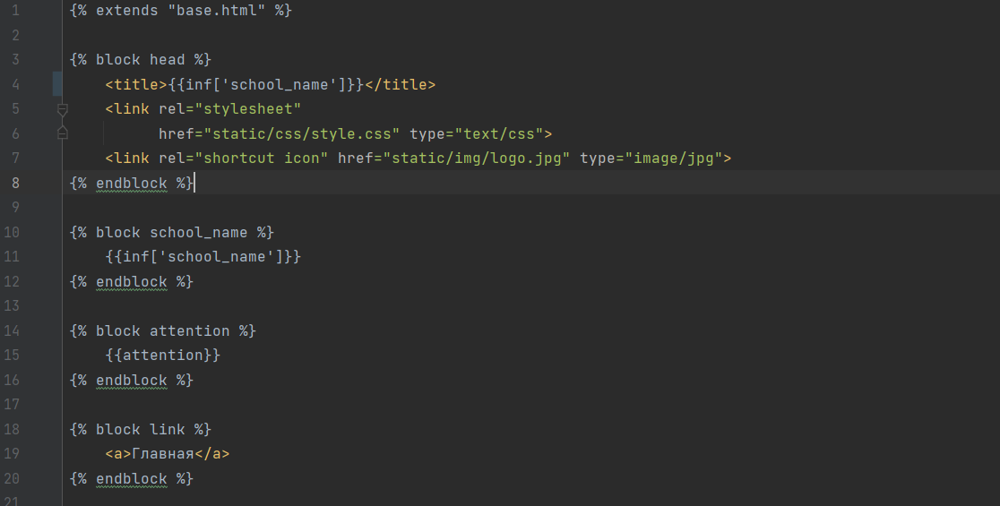 1 {% extends "base.html" %}
2
3 {% block head %}
4 <title>{{inf['school_name']}}</title>
5 <link rel="stylesheet"
6 href="static/css/style.css" type="text/css">
7 <link rel="shortcut icon" href="static/img/logo.jpg" type="image/jpg">
8 {% endblock %}
9
10 {% block school_name %}
11 {{inf['school_name']}}
12 {% endblock %}
13
14 {% block attention %}
15 {{attention}}
16 {% endblock %}
17
18 {% block link %}
19 <a>Главная</a>
20 {% endblock %}
21